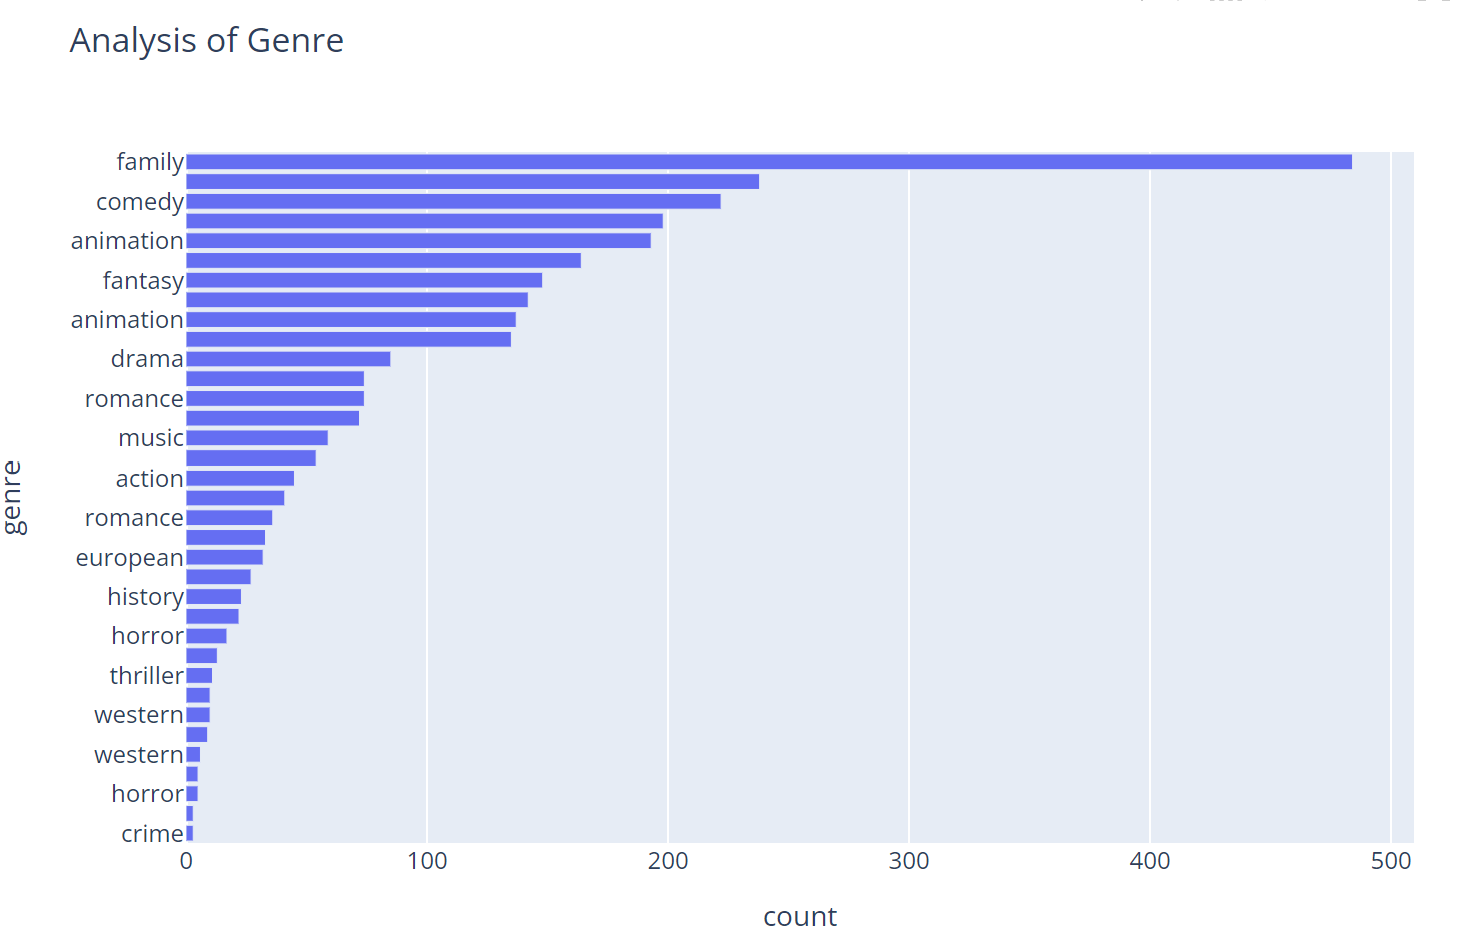 Analysis of Genre
family
comedy
animation
fantasy
animation
drama
romance
music
action
romance
european
history
horror
thriller
western
western
horror
crime
genre
0 100 200 300 400 500
count